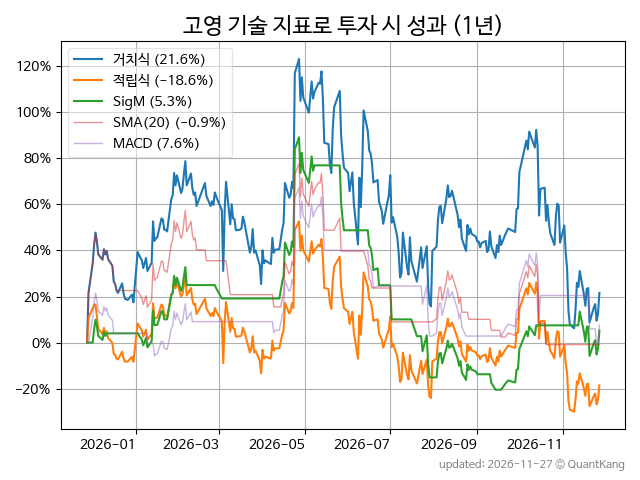 고영 기술 지표로 투자 시 성과 (1년)
거치식 (21.6%)
적립식 (−18.6%)
SigM (5.3%)
SMA(20) (−0.9%)
MACD (7.6%)
120%
100%
80%
60%
40%
20%
0%
−20%
2026-01 2026-03 2026-05 2026-07 2026-09 2026-11
updated: 2026-11-27 © QuantKang